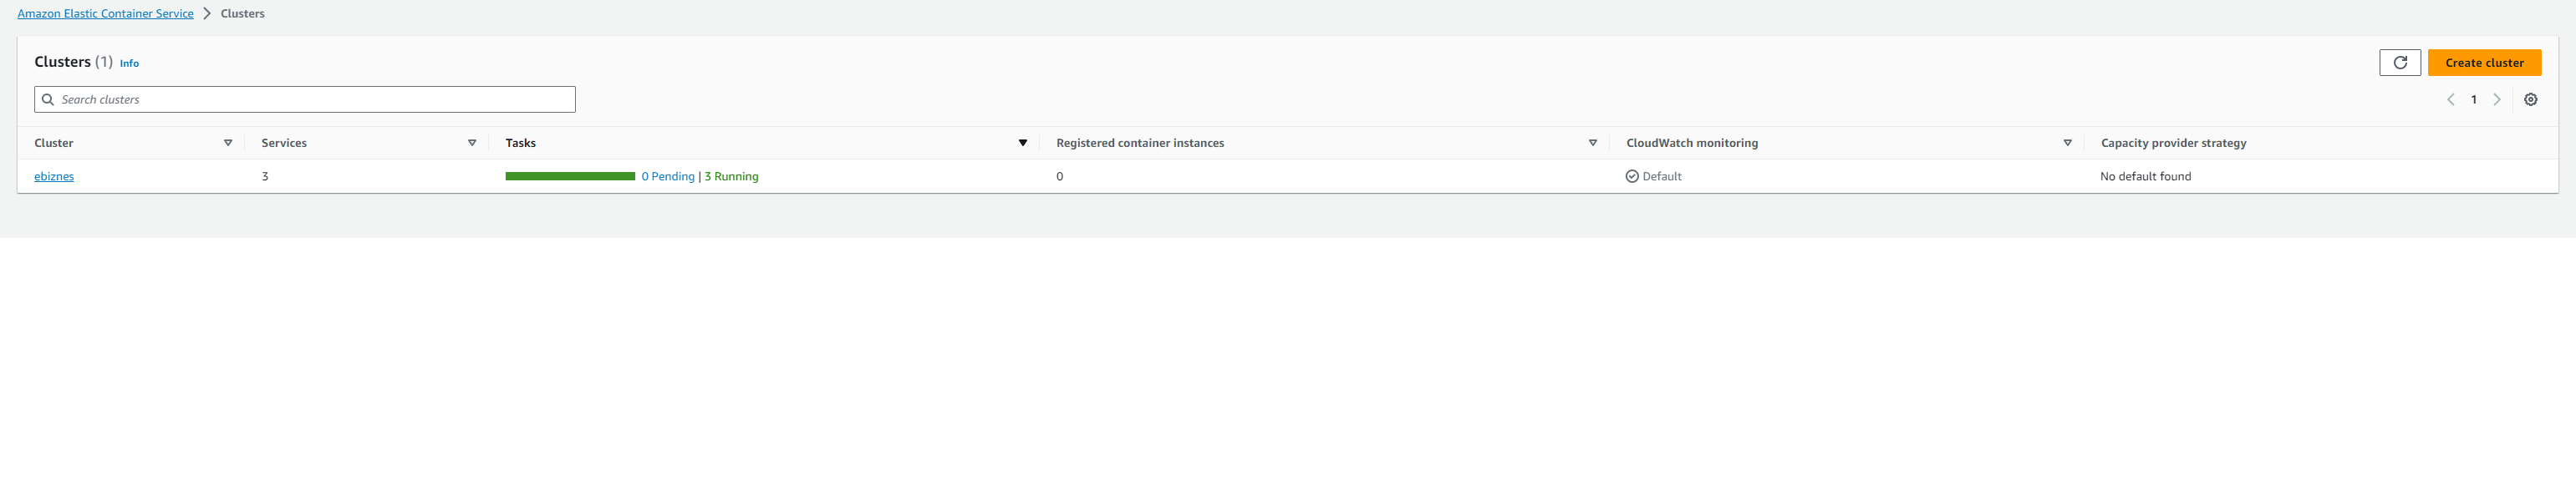 Amazon Elastic Container Service > Clusters
Clusters (1) Info
Create cluster
Search clusters
1
Cluster Services Tasks Registered container instances CloudWatch monitoring Capacity provider strategy
ebiznes 3 0 Pending | 3 Running 0 Default No default found